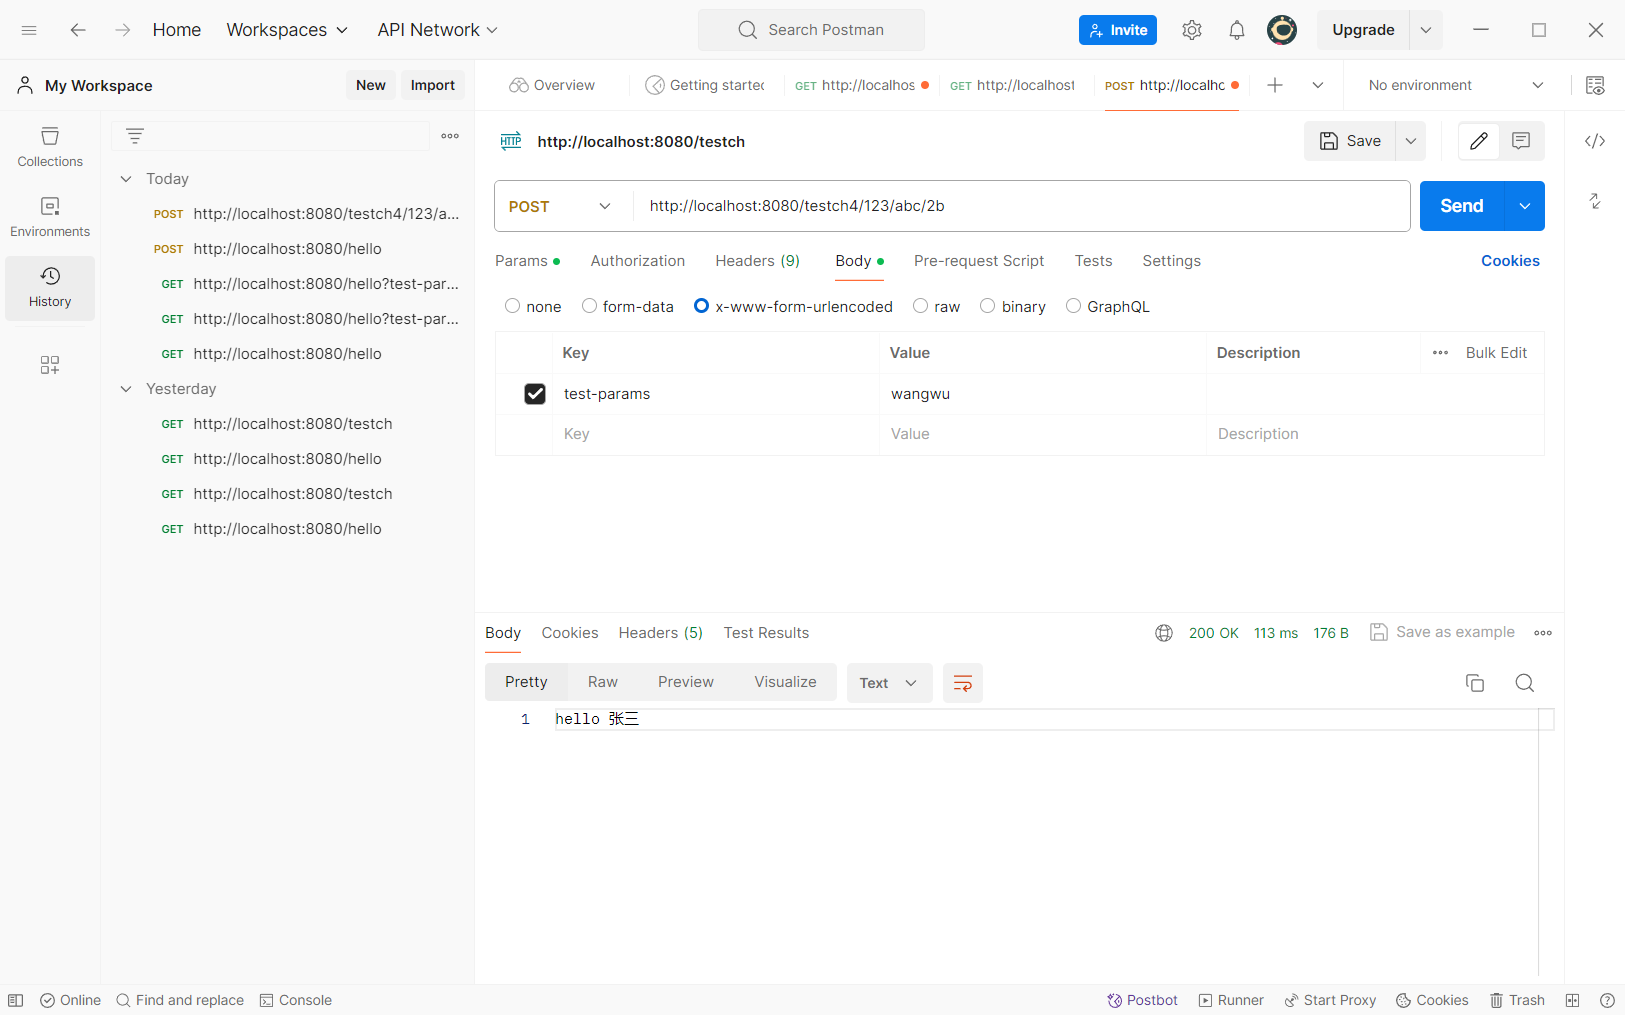 Home Workspaces API Network Search Postman Invite Upgrade
My Workspace New Import
Overview Getting started GET http://localhos GET http://localhost POST http://localhc No environment
Collections
Environments
History
Today
POST http://localhost:8080/testch4/123/a...
POST http://localhost:8080/hello
GET http://localhost:8080/hello?test-par...
GET http://localhost:8080/hello?test-par...
GET http://localhost:8080/hello
Yesterday
GET http://localhost:8080/testch
GET http://localhost:8080/hello
GET http://localhost:8080/testch
GET http://localhost:8080/hello
HTTP http://localhost:8080/testch Save
POST http://localhost:8080/testch4/123/abc/2b Send
Params Authorization Headers (9) Body Pre-request Script Tests Settings Cookies
none form-data x-www-form-urlencoded raw binary GraphQL
Key Value Description Bulk Edit
test-params wangwu
Key Value Description
Body Cookies Headers (5) Test Results 200 OK 113 ms 176 B Save as example
Pretty Raw Preview Visualize Text
1 hello 张三
Online Find and replace Console Postbot Runner Start Proxy Cookies Trash